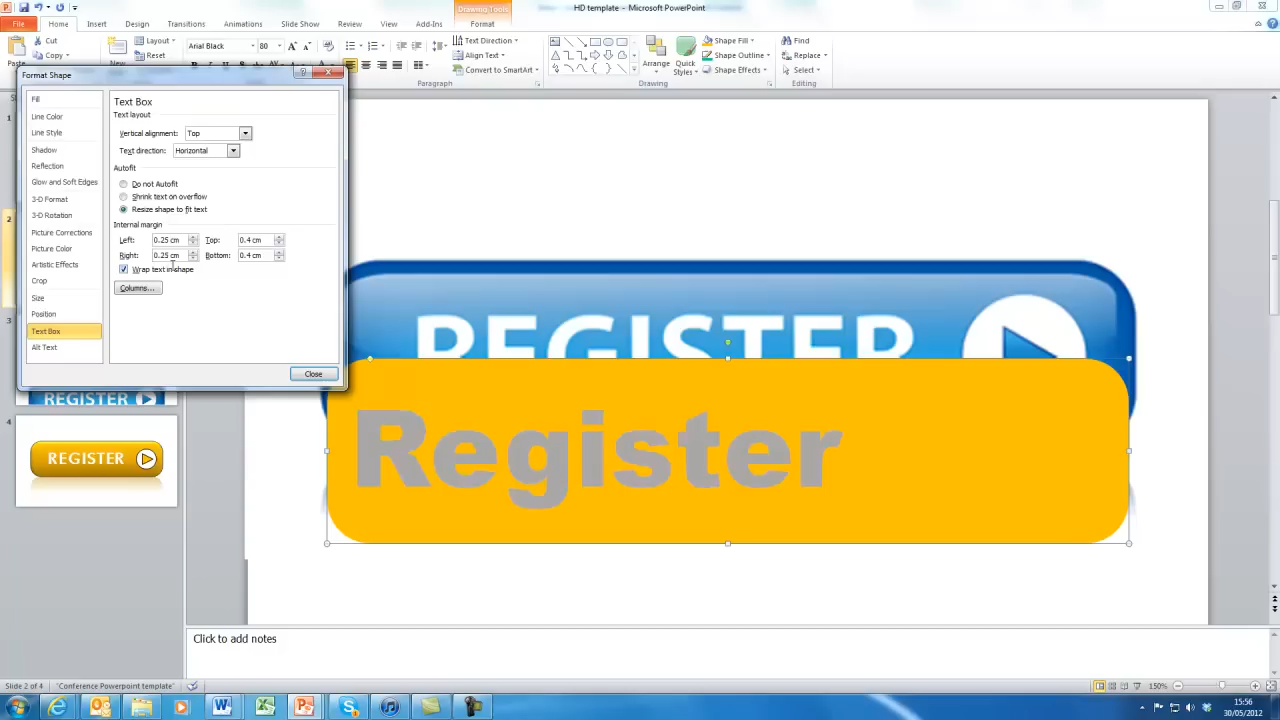 HD template - Microsoft PowerPoint
Drawing Tools
File Home Insert Design Transitions Animations Slide Show Review View Add-Ins Format
Cut
Copy
Paste
New
Layout
Reset
Arial Black 80
Text Direction
Align Text
Convert to SmartArt
Paragraph
Arrange
Quick Styles
Shape Fill
Shape Outline
Shape Effects
Drawing
Find
Replace
Select
Editing
Format Shape
Fill
Line Color
Line Style
Shadow
Reflection
Glow and Soft Edges
3-D Format
3-D Rotation
Picture Corrections
Picture Color
Artistic Effects
Crop
Size
Position
Text Box
Alt Text
Text Box
Text layout
Vertical alignment: Top
Text direction: Horizontal
Autofit
Do not Autofit
Shrink text on overflow
Resize shape to fit text
Internal margin
Left: 0.25 cm Top: 0.4 cm
Right: 0.25 cm Bottom: 0.4 cm
Wrap text in shape
Columns...
Close
1
2
3
REGISTER
4
REGISTER
REGISTER
Register
Click to add notes
Slide 2 of 4 "Conference Powerpoint template" 150%
15:56
30/05/2012